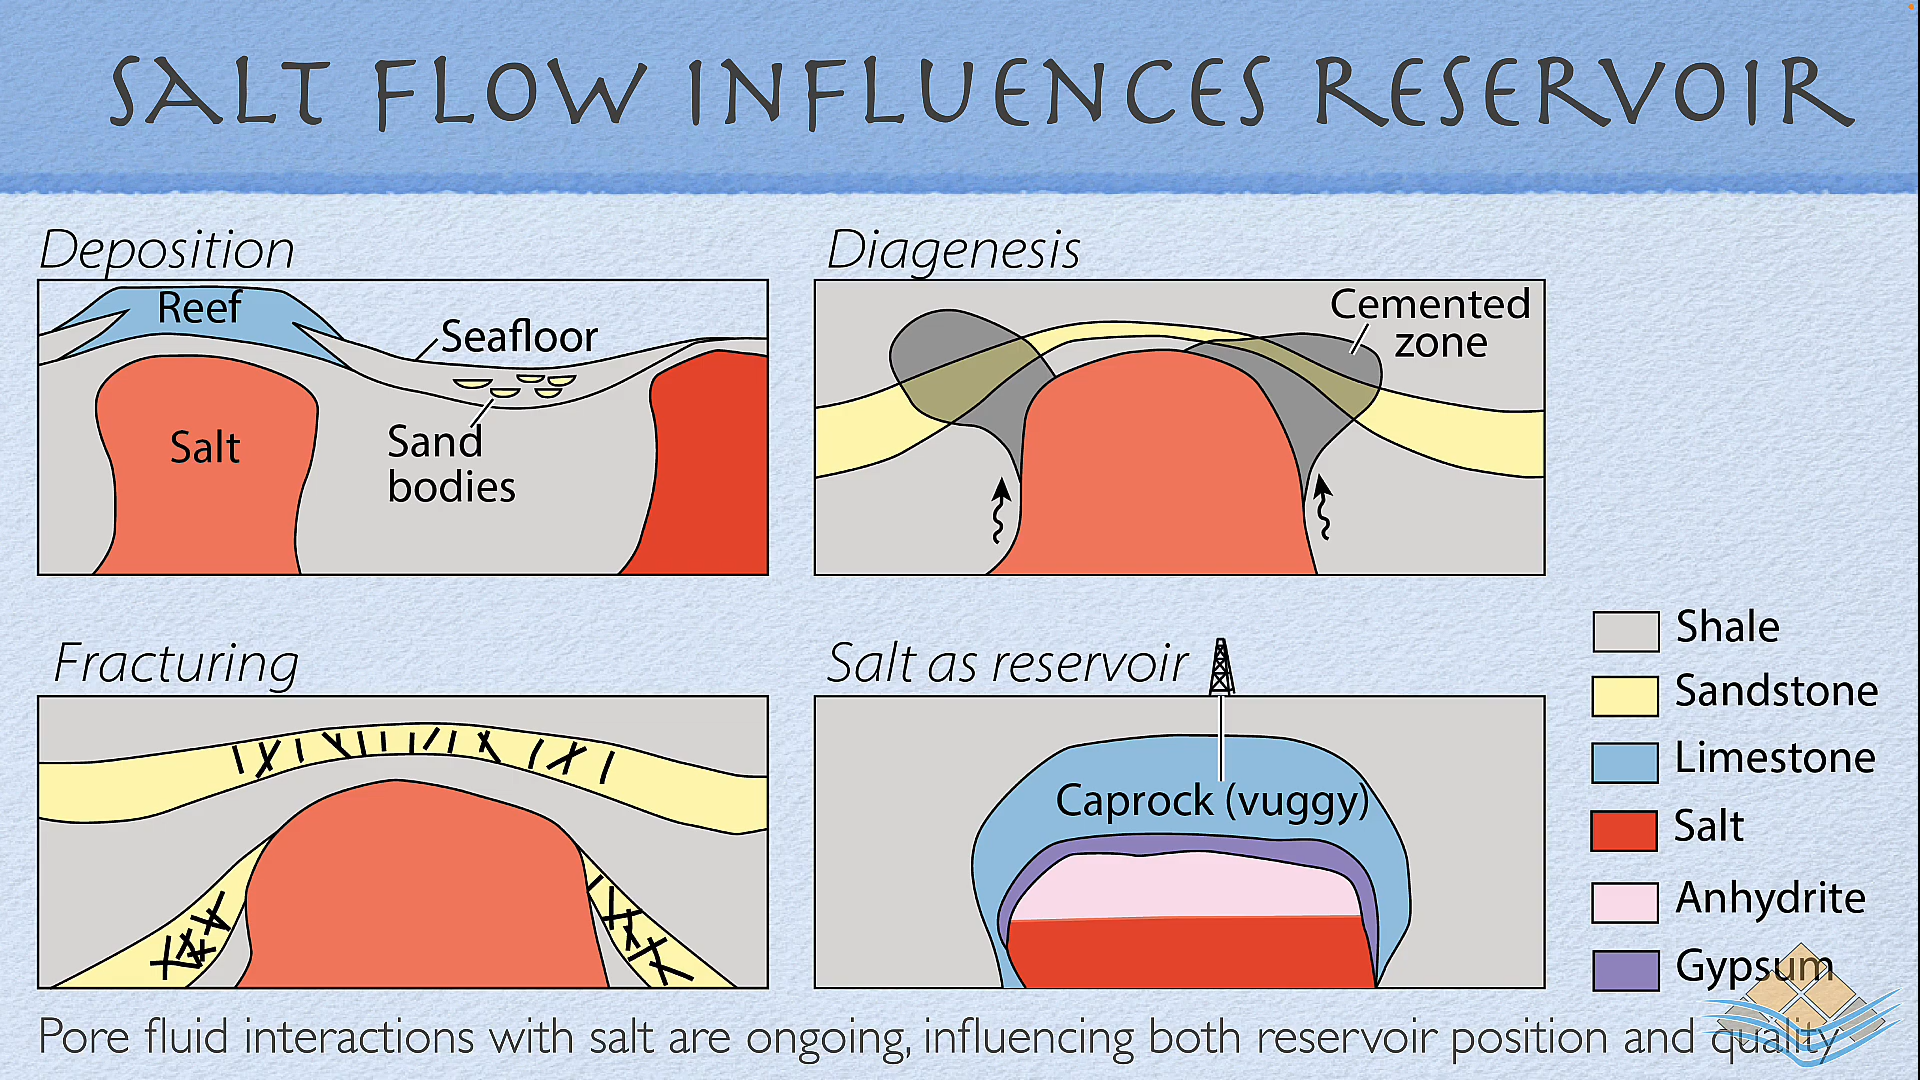 SALT FLOW INFLUENCES RESERVOIR
Deposition
Reef
Seafloor
Salt
Sand
bodies
Diagenesis
Cemented
zone
Fracturing
Salt as reservoir
Caprock (vuggy)
Shale
Sandstone
Limestone
Salt
Anhydrite
Gypsum
Pore fluid interactions with salt are ongoing, influencing both reservoir position and quality